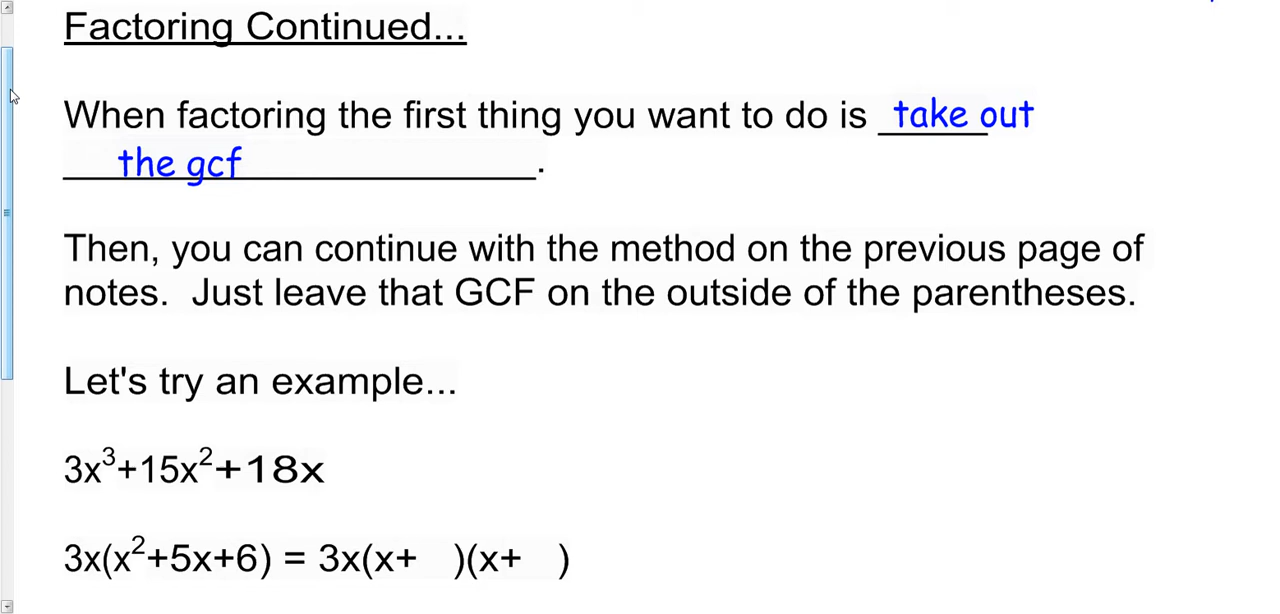 Factoring Continued...
When factoring the first thing you want to do is take out
the gcf.
Then, you can continue with the method on the previous page of
notes. Just leave that GCF on the outside of the parentheses.
Let's try an example...
3x³+15x²+18x
3x(x²+5x+6) = 3x(x+ )(x+ )